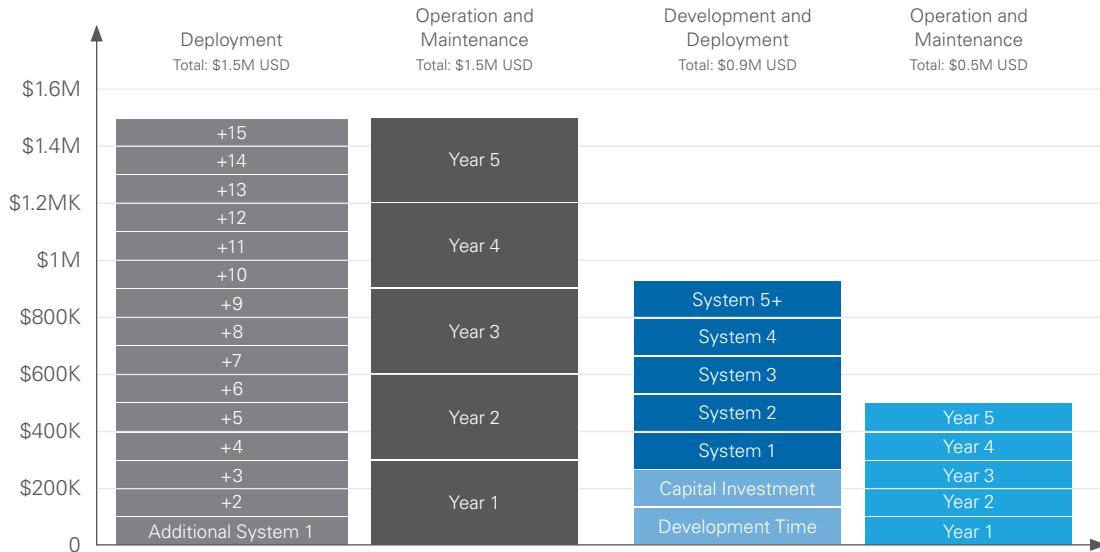 Deployment
Total: $1.5M USD
Operation and
Maintenance
Total: $1.5M USD
Development and
Deployment
Total: $0.9M USD
Operation and
Maintenance
Total: $0.5M USD
$1.6M
$1.4M
$1.2MK
$1M
$800K
$600K
$400K
$200K
0
+15
+14
+13
+12
+11
+10
+9
+8
+7
+6
+5
+4
+3
+2
Additional System 1
Year 5
Year 4
Year 3
Year 2
Year 1
System 5+
System 4
System 3
System 2
System 1
Capital Investment
Development Time
Year 5
Year 4
Year 3
Year 2
Year 1